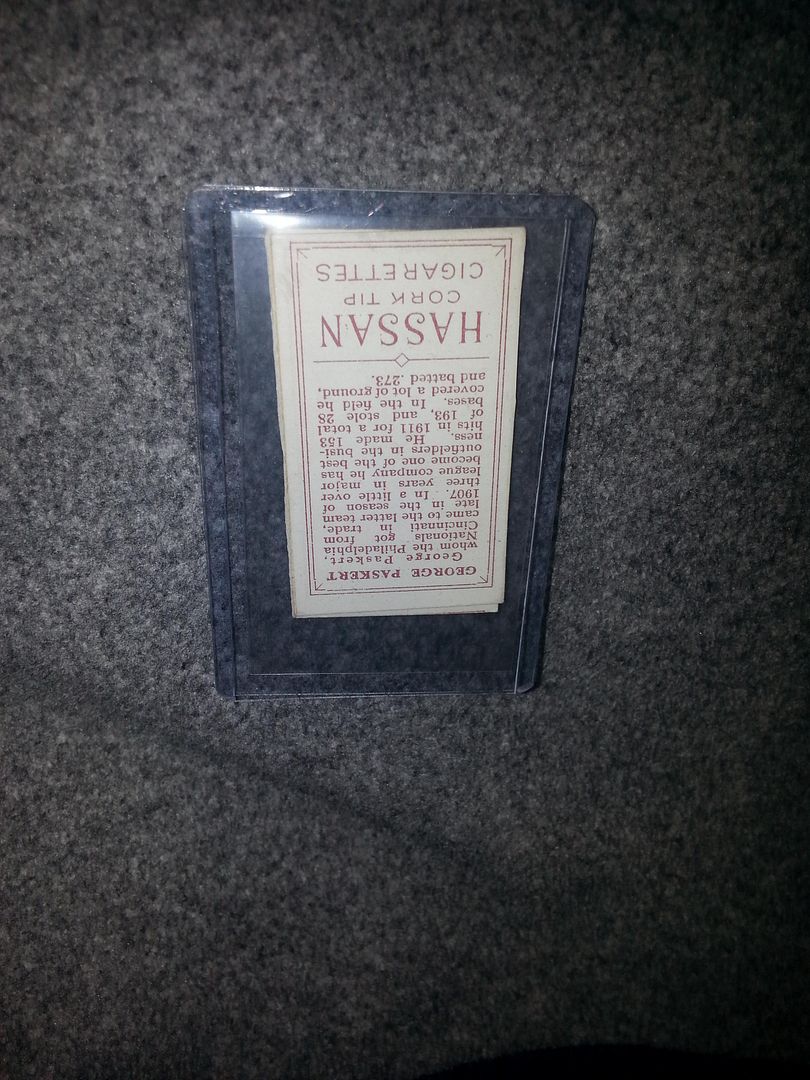 GEORGE PASKERT
George Paskert,
whom the Philadelphia
Nationals got from
Cincinnati in trade,
came to the latter team
late in the season of
1907. In a little over
three years in major
league company he has
become one of the best
outfielders in the busi-
ness. He made 153
hits in 1911 for a total
of 193, and stole 28
bases. In the field he
covered a lot of ground,
and batted .273.
HASSAN
CORK TIP
CIGARETTES